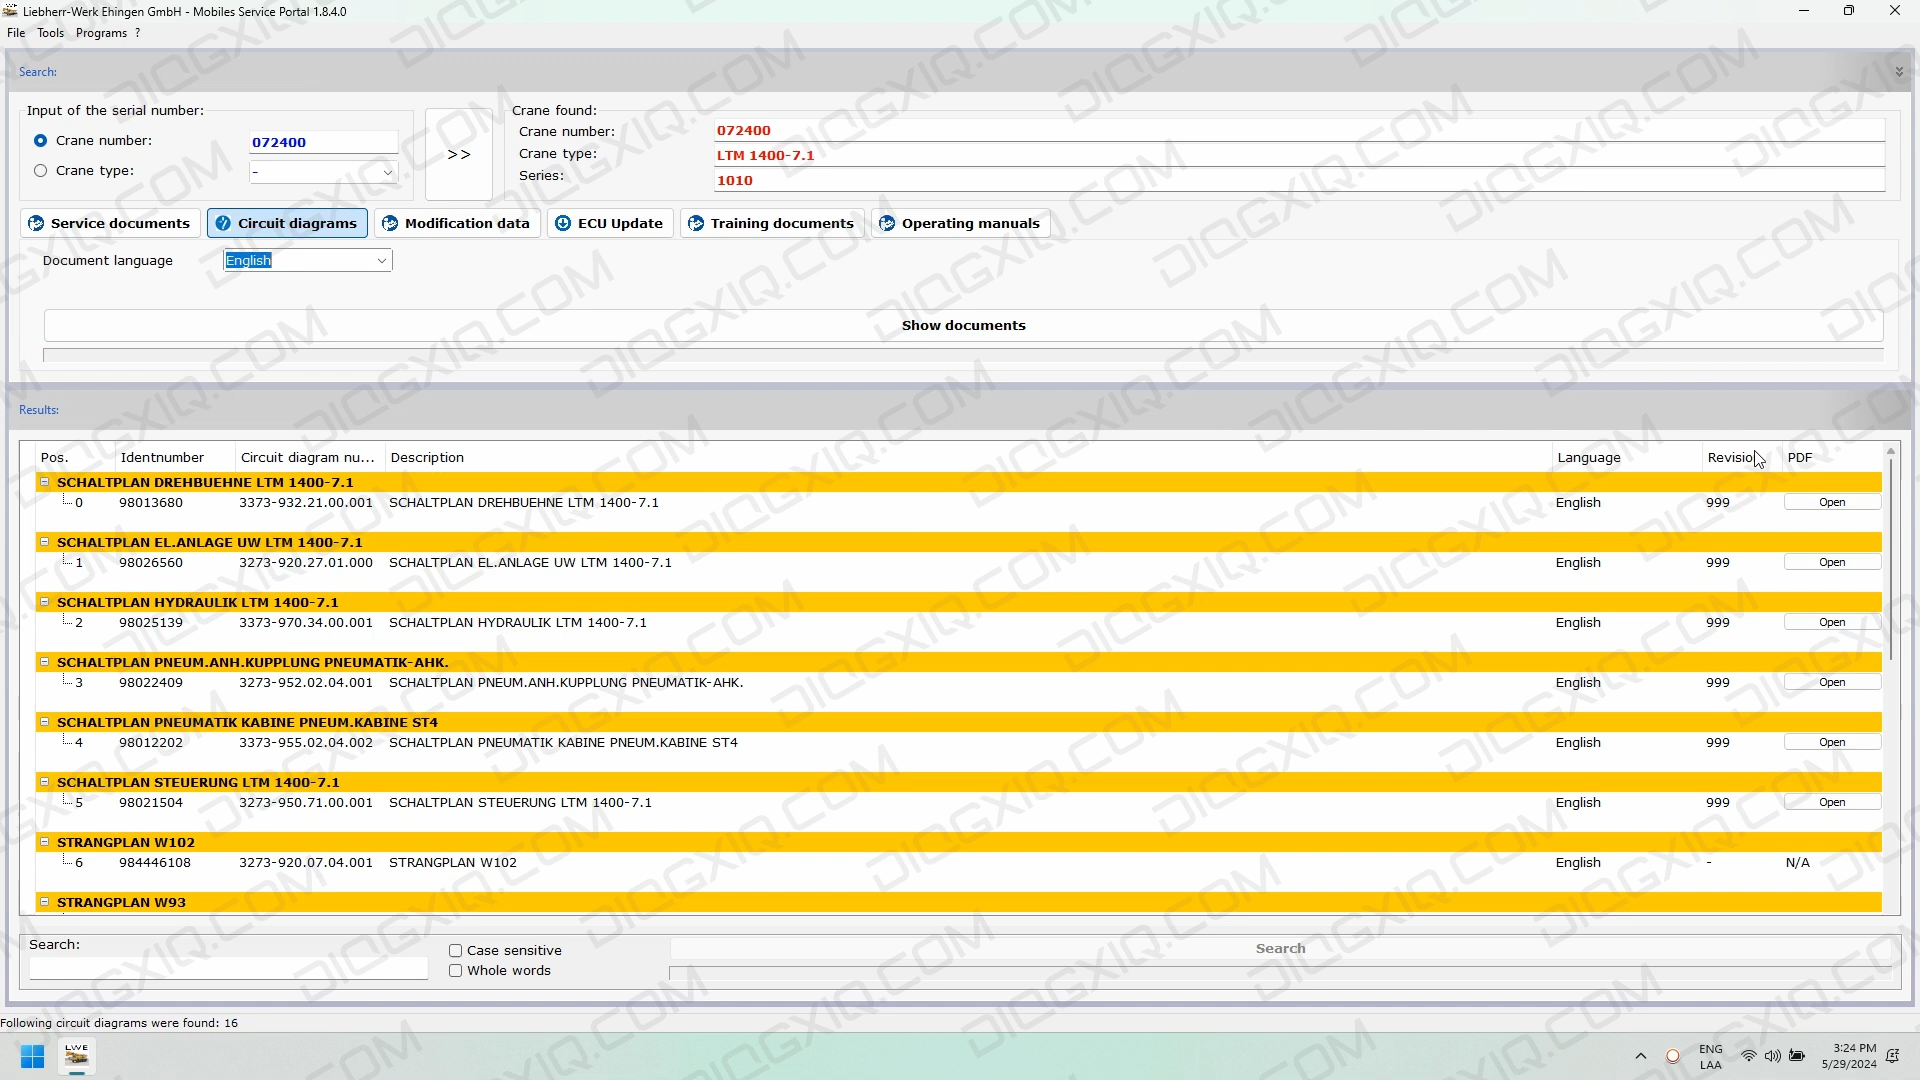 Liebherr-Werk Ehingen GmbH - Mobiles Service Portal 1.8.4.0
File Tools Programs ?
Search:
Input of the serial number:
Crane number: 072400
Crane type: -
>>
Crane found:
Crane number: 072400
Crane type: LTM 1400-7.1
Series: 1010
Service documents Circuit diagrams Modification data ECU Update Training documents Operating manuals
Document language English
Show documents
Results:
Pos. Identnumber Circuit diagram nu... Description Language Revisio PDF
SCHALTPLAN DREHBUEHNE LTM 1400-7.1
0 98013680 3373-932.21.00.001 SCHALTPLAN DREHBUEHNE LTM 1400-7.1 English 999 Open
SCHALTPLAN EL.ANLAGE UW LTM 1400-7.1
1 98026560 3273-920.27.01.000 SCHALTPLAN EL.ANLAGE UW LTM 1400-7.1 English 999 Open
SCHALTPLAN HYDRAULIK LTM 1400-7.1
2 98025139 3373-970.34.00.001 SCHALTPLAN HYDRAULIK LTM 1400-7.1 English 999 Open
SCHALTPLAN PNEUM.ANH.KUPPLUNG PNEUMATIK-AHK.
3 98022409 3273-952.02.04.001 SCHALTPLAN PNEUM.ANH.KUPPLUNG PNEUMATIK-AHK. English 999 Open
SCHALTPLAN PNEUMATIK KABINE PNEUM.KABINE ST4
4 98012202 3373-955.02.04.002 SCHALTPLAN PNEUMATIK KABINE PNEUM.KABINE ST4 English 999 Open
SCHALTPLAN STEUERUNG LTM 1400-7.1
5 98021504 3273-950.71.00.001 SCHALTPLAN STEUERUNG LTM 1400-7.1 English 999 Open
STRANGPLAN W102
6 984446108 3273-920.07.04.001 STRANGPLAN W102 English - N/A
STRANGPLAN W93
Search:
Case sensitive
Whole words
Search
Following circuit diagrams were found: 16
LWE
ENG
LAA
3:24 PM
5/29/2024
DIAGXIQ.COM